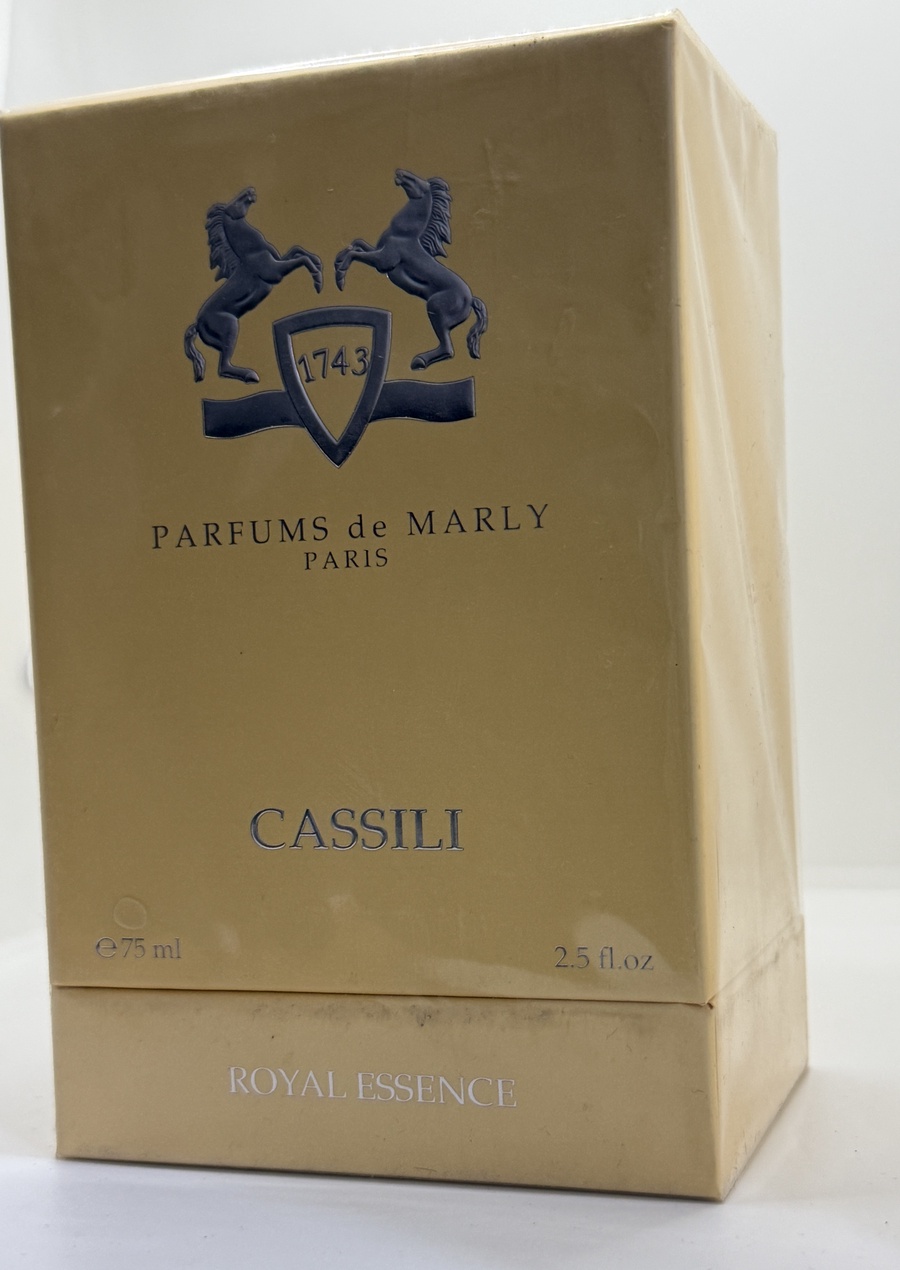 1743
PARFUMS de MARLY
PARIS
CASSILI
℮75 ml
2.5 fl.oz
ROYAL ESSENCE